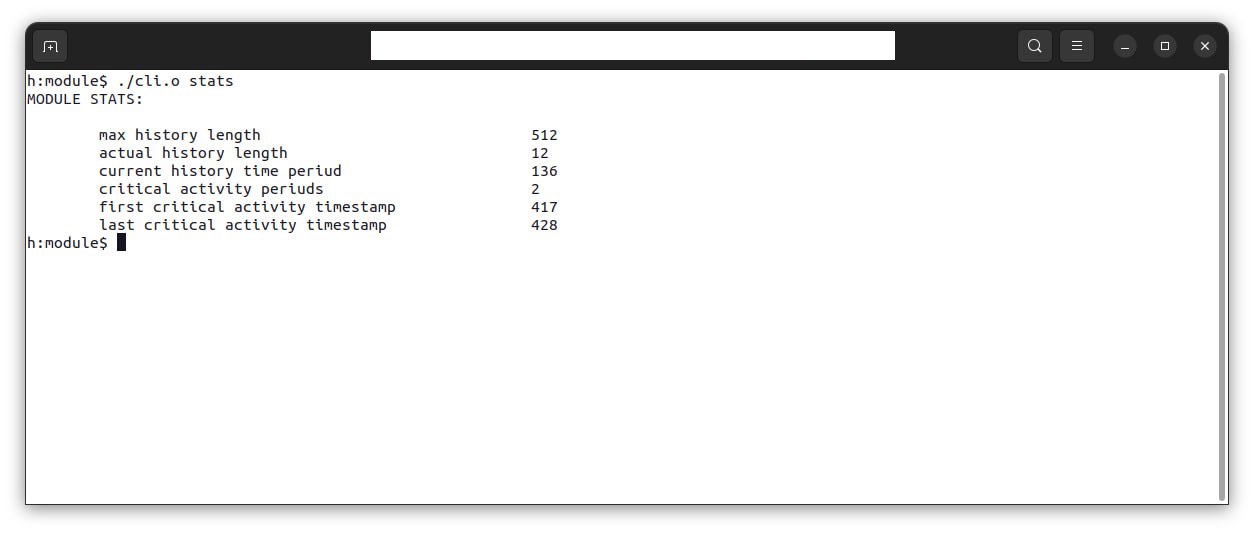 h:module$ ./cli.o stats
MODULE STATS:
max history length 512
actual history length 12
current history time periud 136
critical activity periuds 2
first critical activity timestamp 417
last critical activity timestamp 428
h:module$